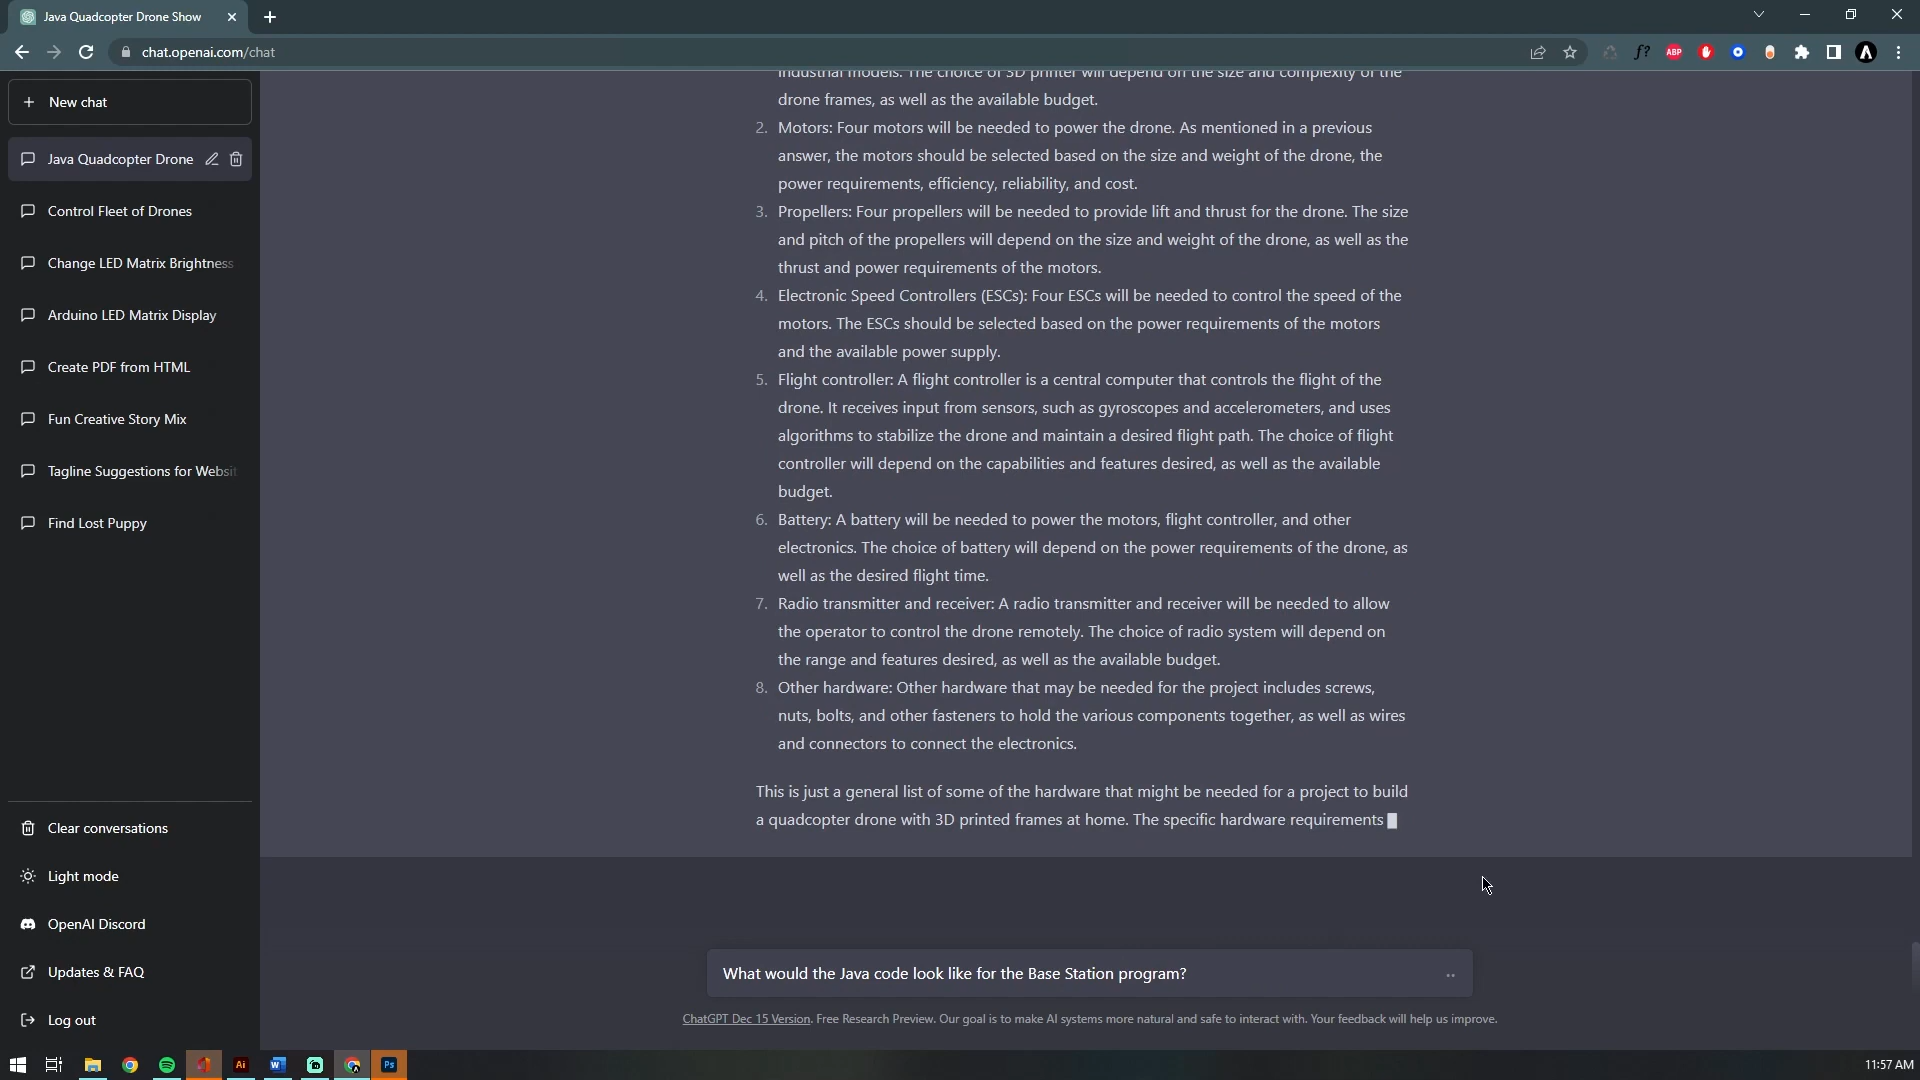 Java Quadcopter Drone Show
chat.openai.com/chat
f?
ABP
New chat
Java Quadcopter Drone
Control Fleet of Drones
Change LED Matrix Brightness
Arduino LED Matrix Display
Create PDF from HTML
Fun Creative Story Mix
Tagline Suggestions for Websit
Find Lost Puppy
Clear conversations
Light mode
OpenAI Discord
Updates & FAQ
Log out
industrial models. The choice of 3D printer will depend on the size and complexity of the
drone frames, as well as the available budget.
2. Motors: Four motors will be needed to power the drone. As mentioned in a previous
answer, the motors should be selected based on the size and weight of the drone, the
power requirements, efficiency, reliability, and cost.
3. Propellers: Four propellers will be needed to provide lift and thrust for the drone. The size
and pitch of the propellers will depend on the size and weight of the drone, as well as the
thrust and power requirements of the motors.
4. Electronic Speed Controllers (ESCs): Four ESCs will be needed to control the speed of the
motors. The ESCs should be selected based on the power requirements of the motors
and the available power supply.
5. Flight controller: A flight controller is a central computer that controls the flight of the
drone. It receives input from sensors, such as gyroscopes and accelerometers, and uses
algorithms to stabilize the drone and maintain a desired flight path. The choice of flight
controller will depend on the capabilities and features desired, as well as the available
budget.
6. Battery: A battery will be needed to power the motors, flight controller, and other
electronics. The choice of battery will depend on the power requirements of the drone, as
well as the desired flight time.
7. Radio transmitter and receiver: A radio transmitter and receiver will be needed to allow
the operator to control the drone remotely. The choice of radio system will depend on
the range and features desired, as well as the available budget.
8. Other hardware: Other hardware that may be needed for the project includes screws,
nuts, bolts, and other fasteners to hold the various components together, as well as wires
and connectors to connect the electronics.
This is just a general list of some of the hardware that might be needed for a project to build
a quadcopter drone with 3D printed frames at home. The specific hardware requirements
What would the Java code look like for the Base Station program?
ChatGPT Dec 15 Version. Free Research Preview. Our goal is to make AI systems more natural and safe to interact with. Your feedback will help us improve.
Ai
W
Ps
11:57 AM